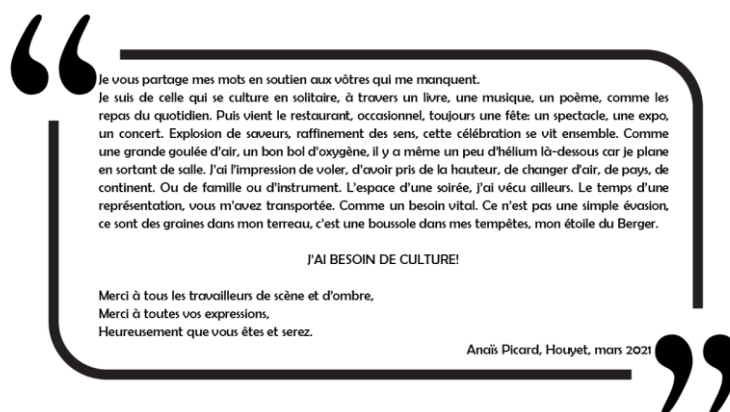 Je vous partage mes mots en soutien aux vôtres qui me manquent.
Je suis de celle qui se culture en solitaire, à travers un livre, une musique, un poème, comme les
repas du quotidien. Puis vient le restaurant, occasionnel, toujours une fête: un spectacle, une expo,
un concert. Explosion de saveurs, raffinement des sens, cette célébration se vit ensemble. Comme
une grande goulée d'air, un bon bol d'oxygène, il y a même un peu d'hélium là-dessous car je plane
en sortant de salle. J'ai l'impression de voler, d'avoir pris de la hauteur, de changer d'air, de pays, de
continent. Ou de famille ou d'instrument. L'espace d'une soirée, j'ai vécu ailleurs. Le temps d'une
représentation, vous m'avez transportée. Comme un besoin vital. Ce n'est pas une simple évasion,
ce sont des graines dans mon terreau, c'est une boussole dans mes tempêtes, mon étoile du Berger.
J'AI BESOIN DE CULTURE!
Merci à tous les travailleurs de scène et d'ombre,
Merci à toutes vos expressions,
Heureusement que vous êtes et serez.
Anaïs Picard, Houyet, mars 2021